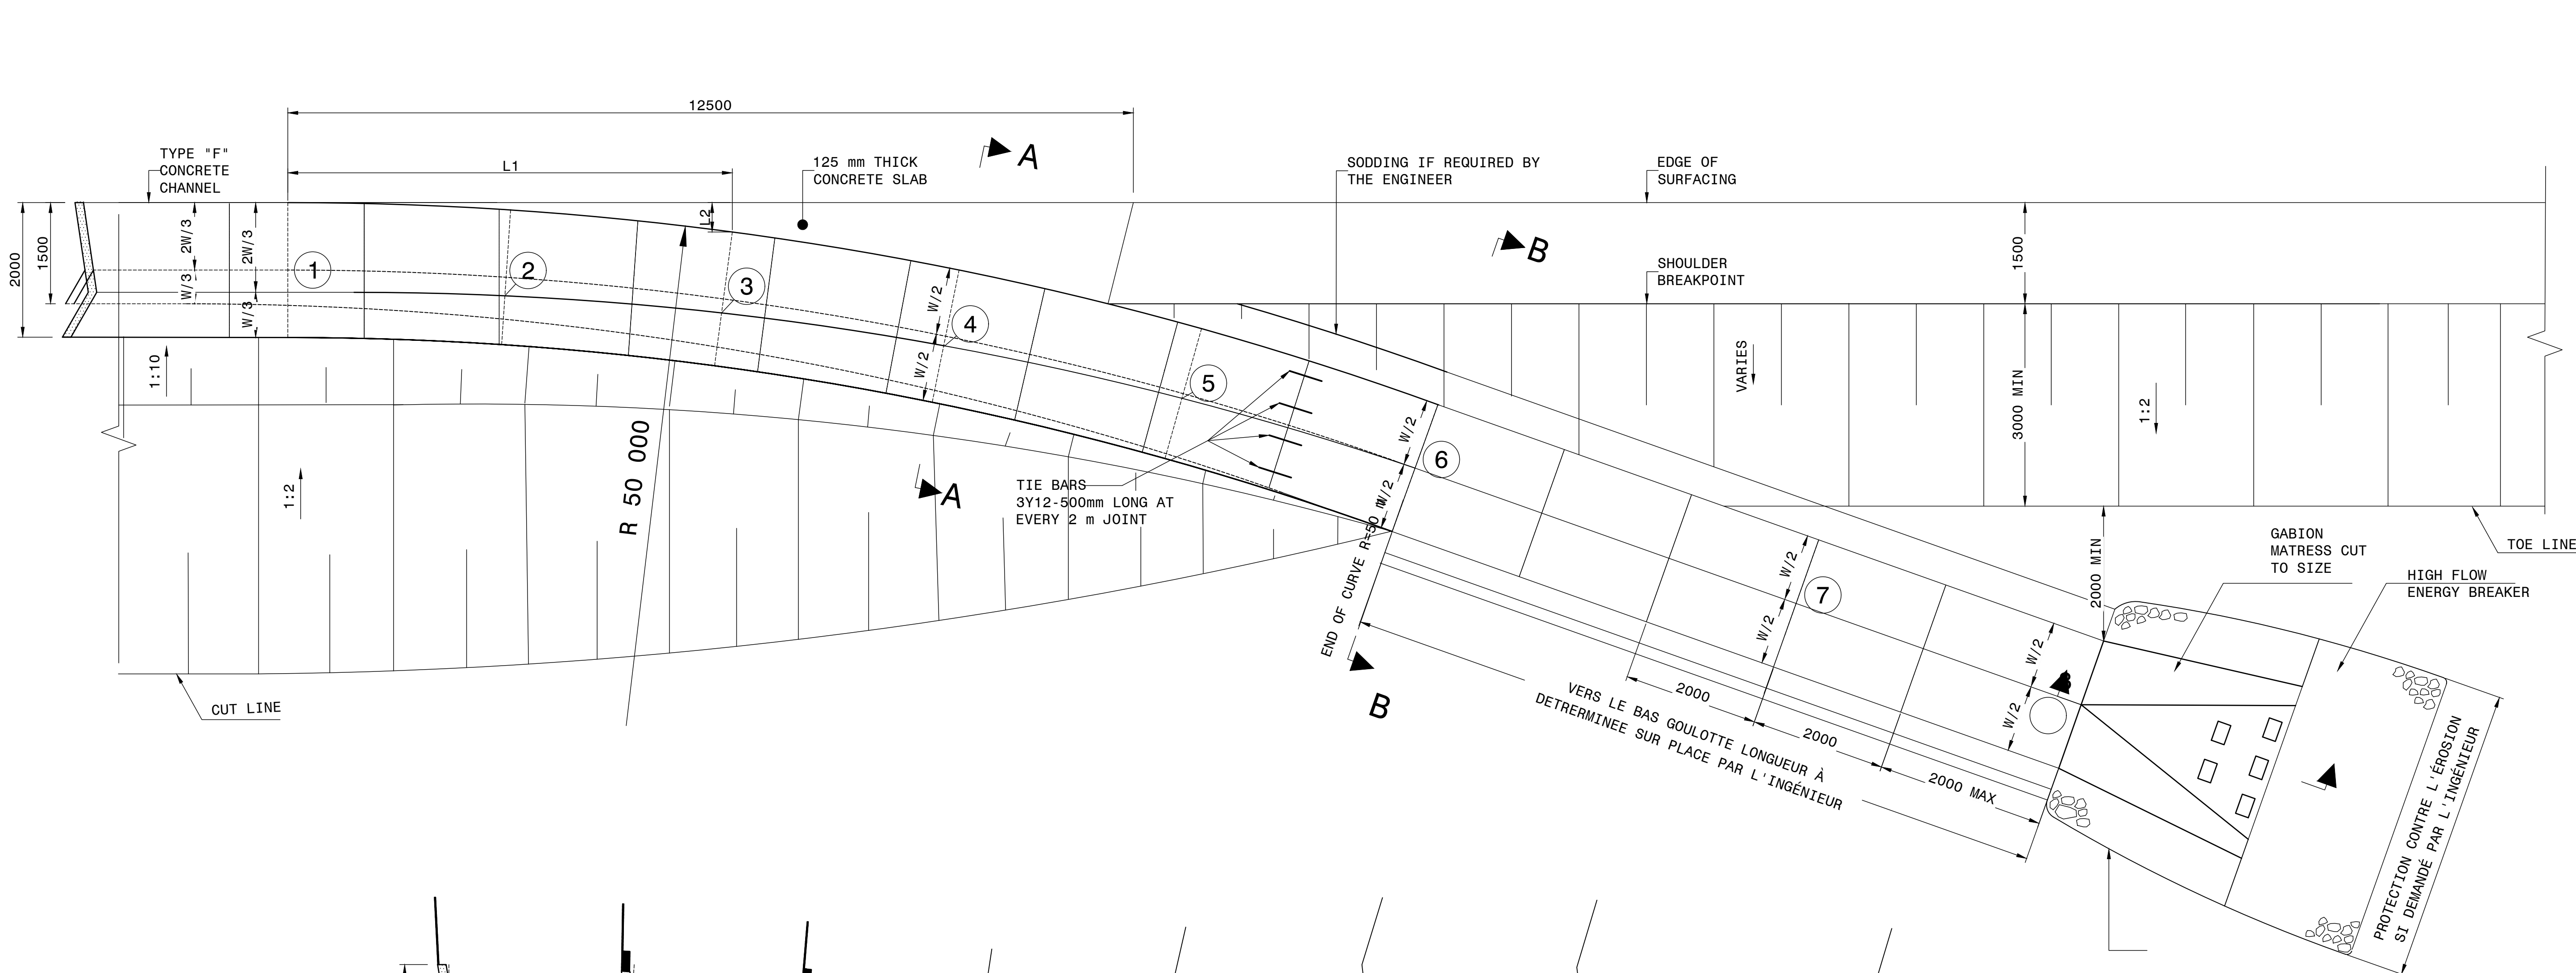 12500
A
TYPE "F"
CONCRETE
CHANNEL
L1
125 mm THICK
CONCRETE SLAB
SODDING IF REQUIRED BY
THE ENGINEER
EDGE OF
SURFACING
L2
2000
1500
2W/3
W/3
2W/3
W/3
1
2
3
4
5
6
7
W/2
W/2
B
SHOULDER
BREAKPOINT
1500
VARIES
3000 MIN
1:2
1:10
1:2
R 50 000
A
TIE BARS
3Y12-500mm LONG AT
EVERY 2 m JOINT
W/2
W/2
END OF CURVE R=50 M
B
W/2
W/2
W/2
W/2
2000 MIN
GABION
MATRESS CUT
TO SIZE
TOE LINE
HIGH FLOW
ENERGY BREAKER
CUT LINE
VERS LE BAS GOULOTTE LONGUEUR À
DETRERMINEE SUR PLACE PAR L'INGÉNIEUR
2000
2000
2000 MAX
PROTECTION CONTRE L'ÉROSION
SI DEMANDÉ PAR L'INGÉNIEUR